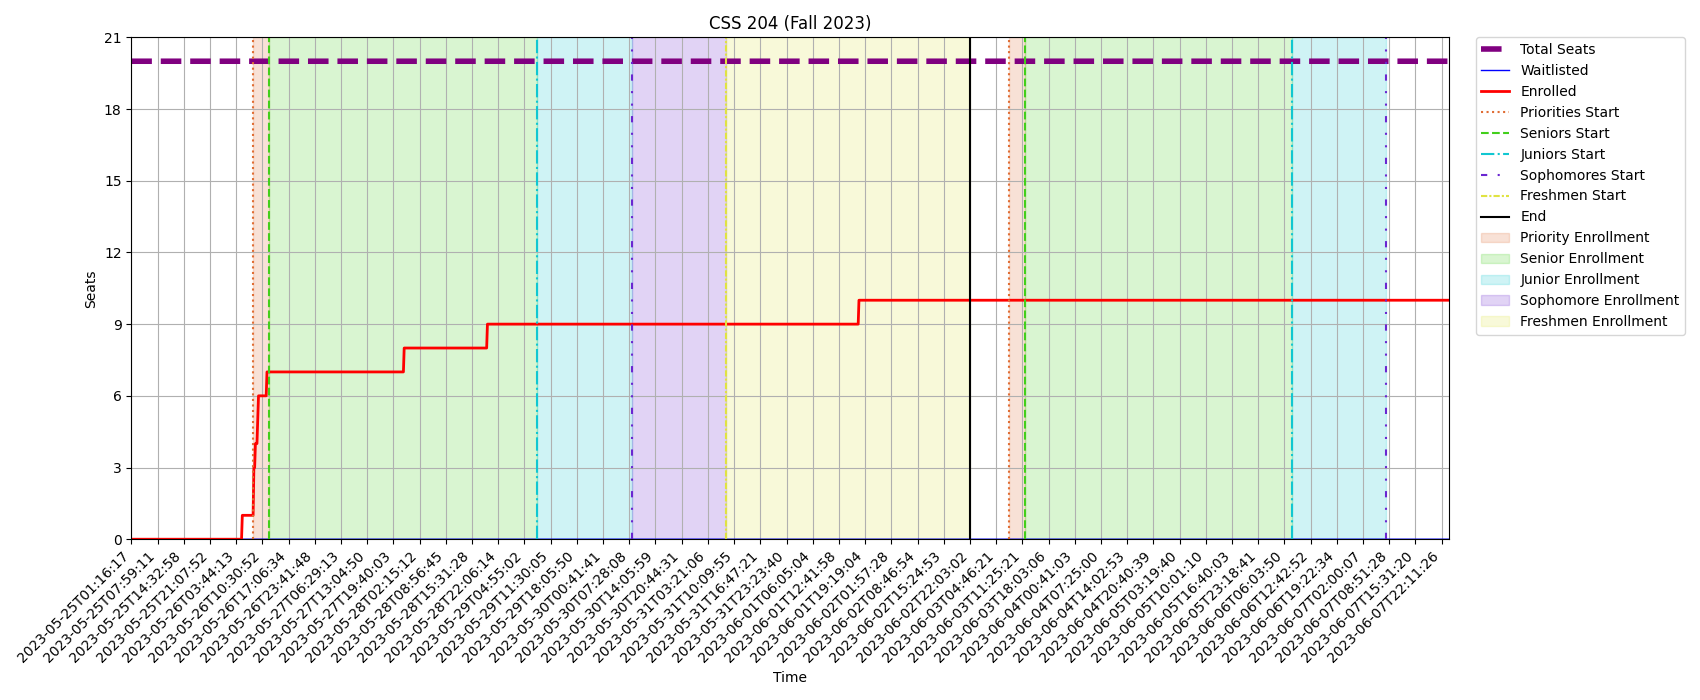 CSS 204 (Fall 2023)
21
18
15
12
9
6
3
0
Seats
2023-05-25T01:16:17
2023-05-25T07:59:11
2023-05-25T14:32:58
2023-05-25T21:07:52
2023-05-26T03:44:13
2023-05-26T10:30:52
2023-05-26T17:06:34
2023-05-26T23:41:48
2023-05-27T06:29:13
2023-05-27T13:04:50
2023-05-27T19:40:03
2023-05-28T02:15:12
2023-05-28T08:56:45
2023-05-28T15:31:28
2023-05-28T22:06:14
2023-05-29T04:55:02
2023-05-29T11:30:05
2023-05-29T18:05:50
2023-05-30T00:41:41
2023-05-30T07:28:08
2023-05-30T14:05:59
2023-05-30T20:44:31
2023-05-31T03:21:06
2023-05-31T10:09:55
2023-05-31T16:47:21
2023-05-31T23:23:40
2023-06-01T06:05:04
2023-06-01T12:41:58
2023-06-01T19:19:04
2023-06-02T01:57:28
2023-06-02T08:46:54
2023-06-02T15:24:53
2023-06-02T22:03:02
2023-06-03T04:46:21
2023-06-03T11:25:21
2023-06-03T18:03:06
2023-06-04T00:41:03
2023-06-04T07:25:00
2023-06-04T14:02:53
2023-06-04T20:40:39
2023-06-05T03:19:40
2023-06-05T10:01:10
2023-06-05T16:40:03
2023-06-05T23:18:41
2023-06-06T06:03:50
2023-06-06T12:42:52
2023-06-06T19:22:34
2023-06-07T02:00:07
2023-06-07T08:51:28
2023-06-07T15:31:20
2023-06-07T22:11:26
Time
Total Seats
Waitlisted
Enrolled
Priorities Start
Seniors Start
Juniors Start
Sophomores Start
Freshmen Start
End
Priority Enrollment
Senior Enrollment
Junior Enrollment
Sophomore Enrollment
Freshmen Enrollment